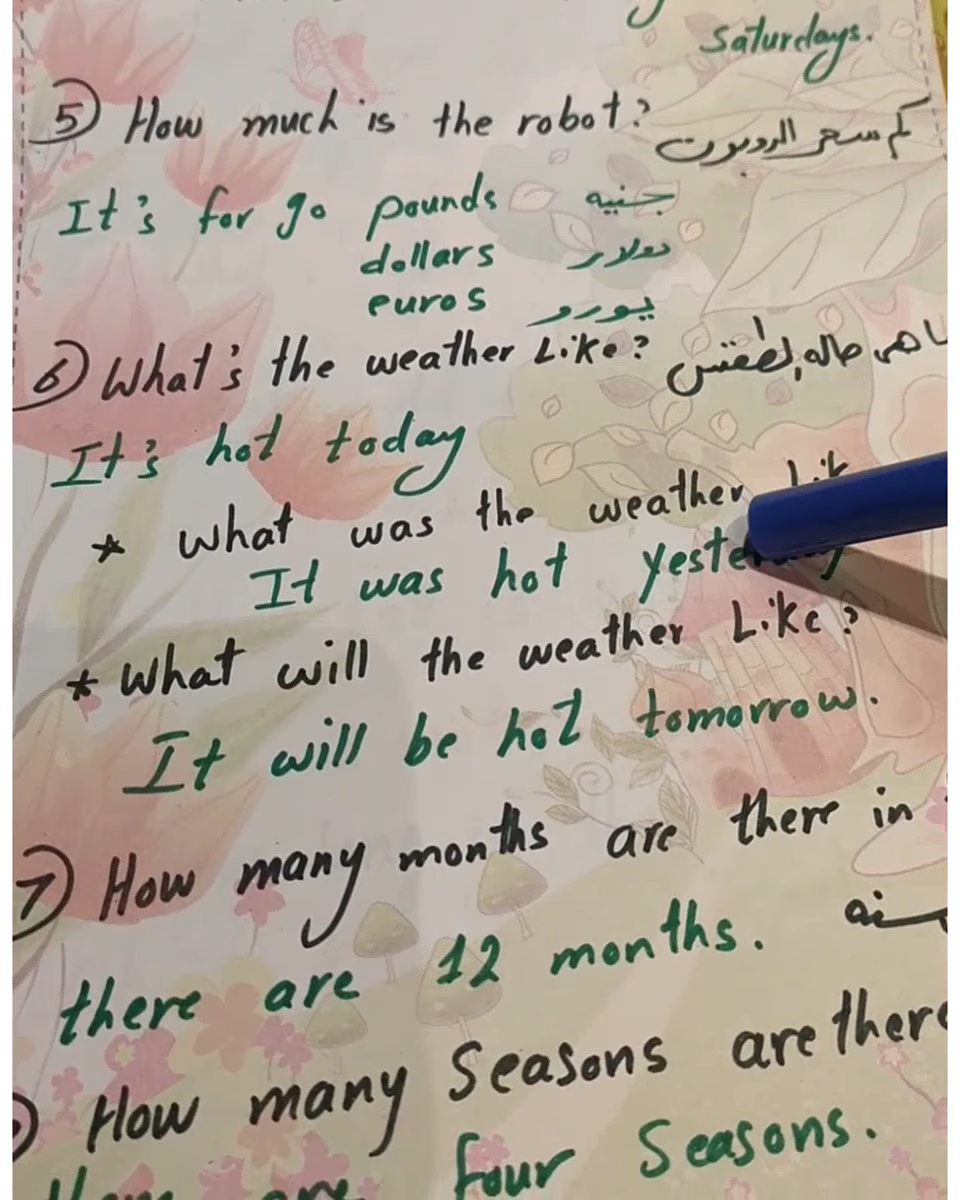 Saturdays.
5 How much is the robot?
كم سعر الروبوت
It's for 90 pounds جنيه
dollars دولار
euros يورو
6 What's the weather Like?
It's hot today
* What was the weather
It was hot
* What will the weather Like?
It will be hot tomorrow.
7 How many months are there in
there are 12 months. سنة
How many Seasons are there
four Seasons.